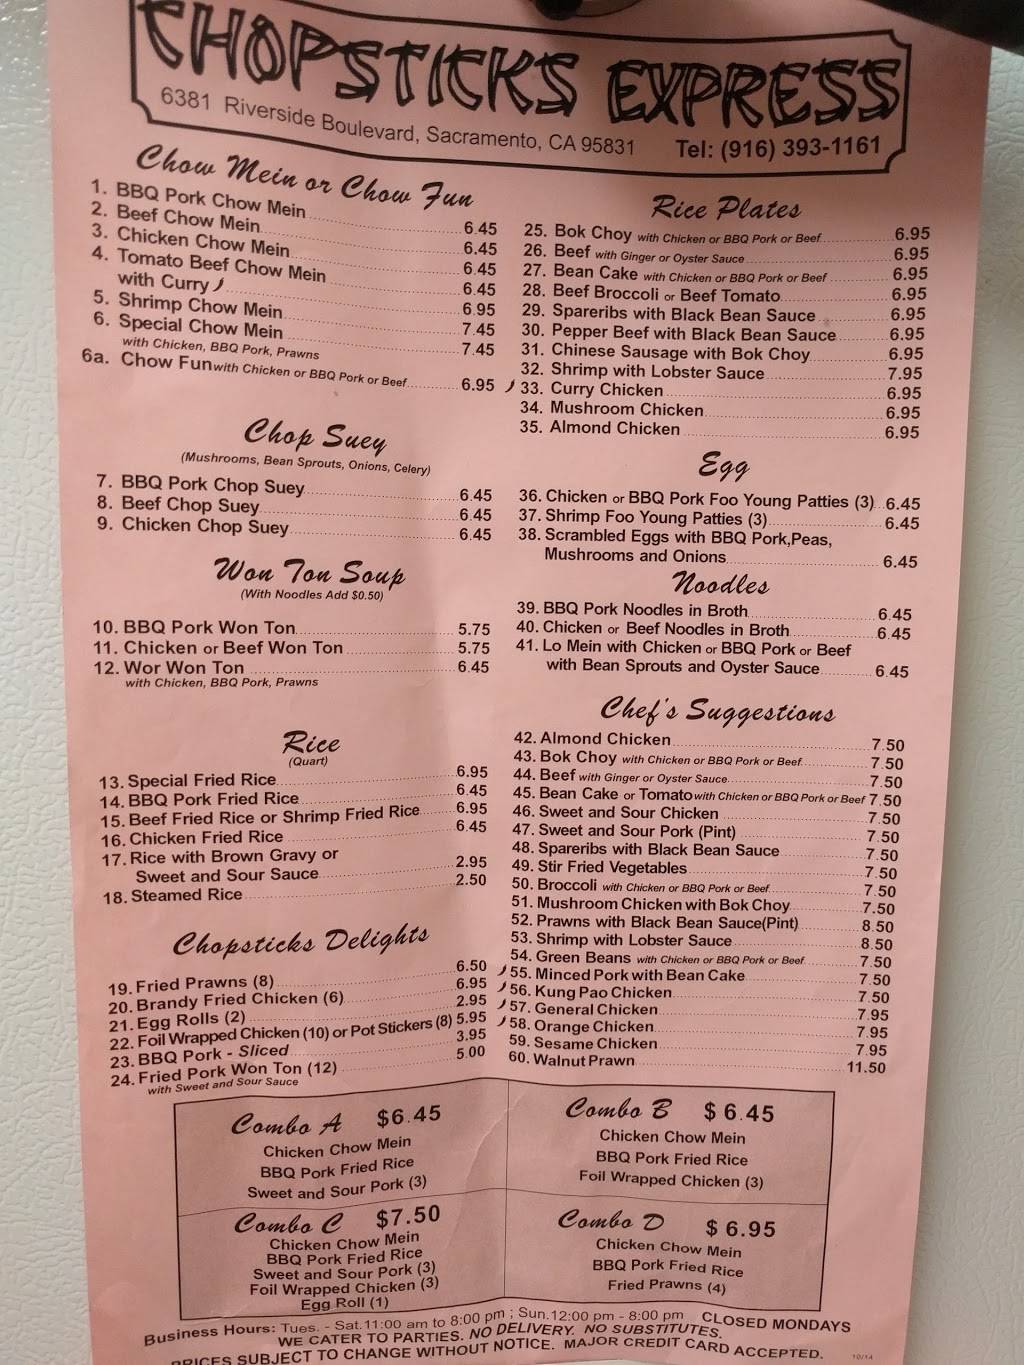 CHOPSTICKS EXPRESS
6381 Riverside Boulevard, Sacramento, CA 95831 Tel: (916) 393-1161
Chow Mein or Chow Fun
1. BBQ Pork Chow Mein 6.45
2. Beef Chow Mein 6.45
3. Chicken Chow Mein 6.45
4. Tomato Beef Chow Mein 6.45
with Curry 6.95
5. Shrimp Chow Mein 7.45
6. Special Chow Mein 7.45
with Chicken, BBQ Pork, Prawns
6a. Chow Fun with Chicken or BBQ Pork or Beef 6.95
Chop Suey
(Mushrooms, Bean Sprouts, Onions, Celery)
7. BBQ Pork Chop Suey 6.45
8. Beef Chop Suey 6.45
9. Chicken Chop Suey 6.45
Won Ton Soup
(With Noodles Add $0.50)
10. BBQ Pork Won Ton 5.75
11. Chicken or Beef Won Ton 5.75
12. Wor Won Ton 6.45
with Chicken, BBQ Pork, Prawns
Rice
(Quart)
13. Special Fried Rice 6.95
14. BBQ Pork Fried Rice 6.45
15. Beef Fried Rice or Shrimp Fried Rice 6.95
16. Chicken Fried Rice 6.45
17. Rice with Brown Gravy or
Sweet and Sour Sauce 2.95
18. Steamed Rice 2.50
Chopsticks Delights
19. Fried Prawns (8) 6.50
20. Brandy Fried Chicken (6) 6.95
21. Egg Rolls (2) 2.95
22. Foil Wrapped Chicken (10) or Pot Stickers (8) 5.95
23. BBQ Pork - Sliced 3.95
24. Fried Pork Won Ton (12) 5.00
with Sweet and Sour Sauce
Rice Plates
25. Bok Choy with Chicken or BBQ Pork or Beef 6.95
26. Beef with Ginger or Oyster Sauce 6.95
27. Bean Cake with Chicken or BBQ Pork or Beef 6.95
28. Beef Broccoli or Beef Tomato 6.95
29. Spareribs with Black Bean Sauce 6.95
30. Pepper Beef with Black Bean Sauce 6.95
31. Chinese Sausage with Bok Choy 6.95
32. Shrimp with Lobster Sauce 7.95
33. Curry Chicken 6.95
34. Mushroom Chicken 6.95
35. Almond Chicken 6.95
Egg
36. Chicken or BBQ Pork Foo Young Patties (3) 6.45
37. Shrimp Foo Young Patties (3) 6.45
38. Scrambled Eggs with BBQ Pork,Peas,
Mushrooms and Onions 6.45
Noodles
39. BBQ Pork Noodles in Broth 6.45
40. Chicken or Beef Noodles in Broth 6.45
41. Lo Mein with Chicken or BBQ Pork or Beef
with Bean Sprouts and Oyster Sauce 6.45
Chef's Suggestions
42. Almond Chicken 7.50
43. Bok Choy with Chicken or BBQ Pork or Beef 7.50
44. Beef with Ginger or Oyster Sauce 7.50
45. Bean Cake or Tomato with Chicken or BBQ Pork or Beef 7.50
46. Sweet and Sour Chicken 7.50
47. Sweet and Sour Pork (Pint) 7.50
48. Spareribs with Black Bean Sauce 7.50
49. Stir Fried Vegetables 7.50
50. Broccoli with Chicken or BBQ Pork or Beef 7.50
51. Mushroom Chicken with Bok Choy 7.50
52. Prawns with Black Bean Sauce(Pint) 8.50
53. Shrimp with Lobster Sauce 8.50
54. Green Beans with Chicken or BBQ Pork or Beef 7.50
55. Minced Pork with Bean Cake 7.50
56. Kung Pao Chicken 7.50
57. General Chicken 7.95
58. Orange Chicken 7.95
59. Sesame Chicken 7.95
60. Walnut Prawn 11.50
Combo A $6.45
Chicken Chow Mein
BBQ Pork Fried Rice
Sweet and Sour Pork (3)
Combo B $6.45
Chicken Chow Mein
BBQ Pork Fried Rice
Foil Wrapped Chicken (3)
Combo C $7.50
Chicken Chow Mein
BBQ Pork Fried Rice
Sweet and Sour Pork (3)
Foil Wrapped Chicken (3)
Egg Roll (1)
Combo D $6.95
Chicken Chow Mein
BBQ Pork Fried Rice
Fried Prawns (4)
Business Hours: Tues. - Sat.11:00 am to 8:00 pm ; Sun.12:00 pm - 8:00 pm CLOSED MONDAYS
WE CATER TO PARTIES. NO DELIVERY. NO SUBSTITUTES.
PRICES SUBJECT TO CHANGE WITHOUT NOTICE. MAJOR CREDIT CARD ACCEPTED. 10/14